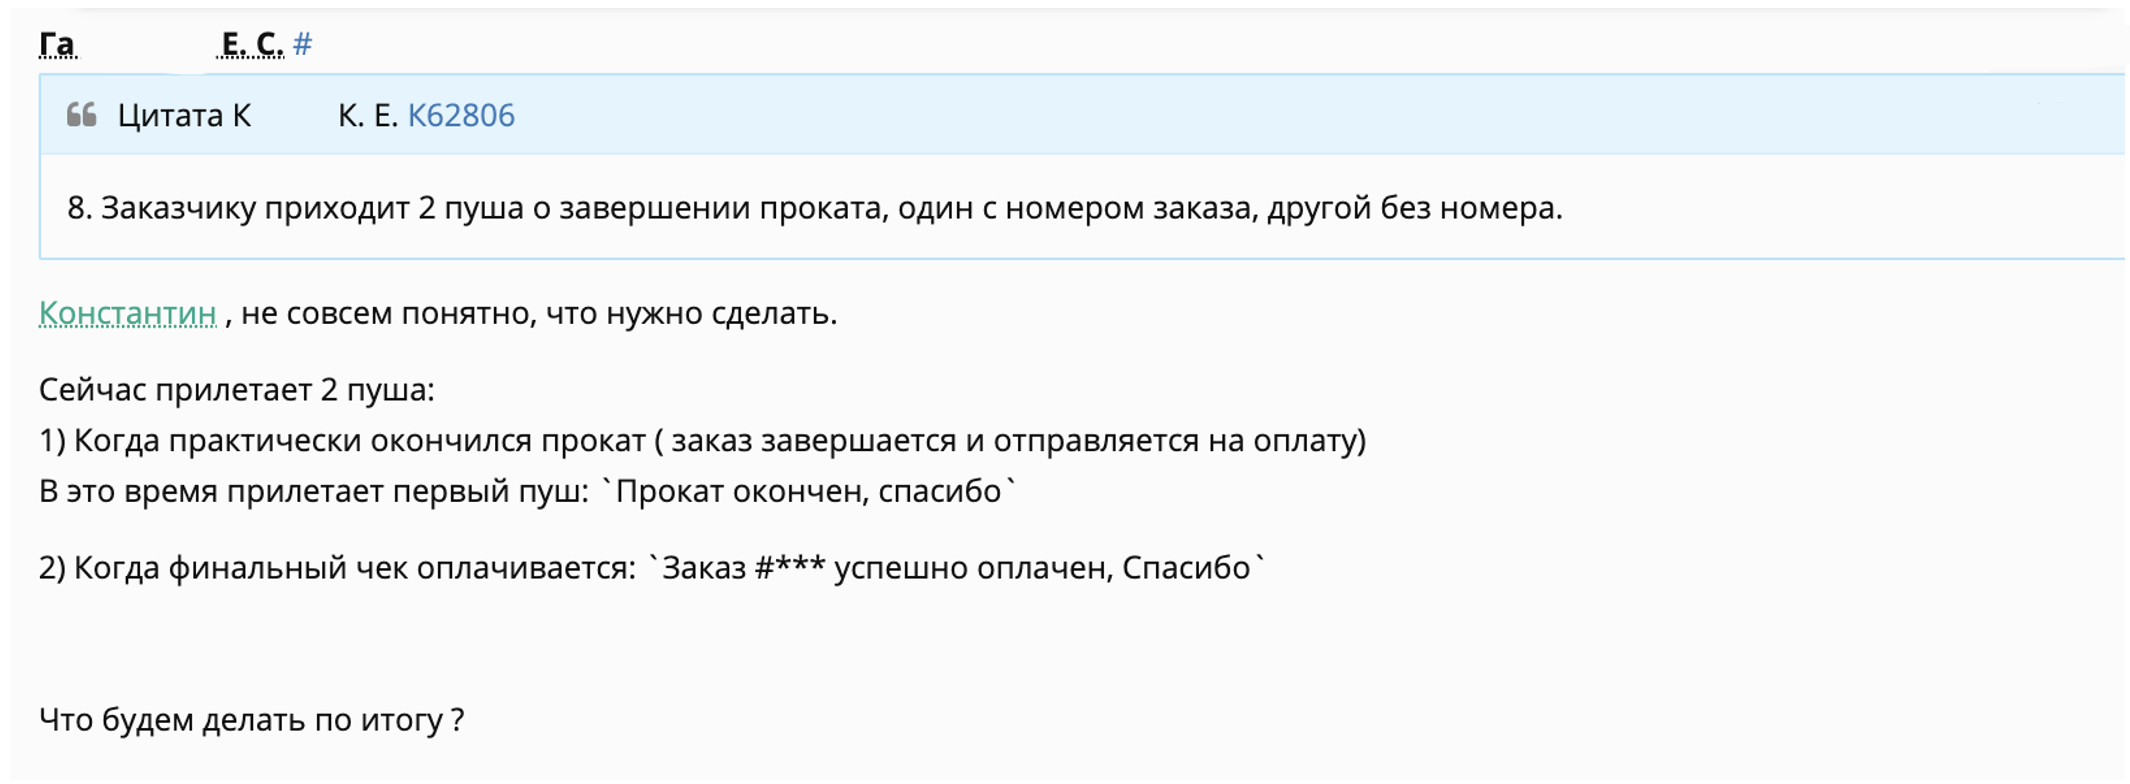 Га Е. С. #
Цитата К К. Е. К62806
8. Заказчику приходит 2 пуша о завершении проката, один с номером заказа, другой без номера.
Константин , не совсем понятно, что нужно сделать.
Сейчас прилетает 2 пуша:
1) Когда практически окончился прокат ( заказ завершается и отправляется на оплату)
В это время прилетает первый пуш: `Прокат окончен, спасибо`
2) Когда финальный чек оплачивается: `Заказ #*** успешно оплачен, Спасибо`
Что будем делать по итогу ?